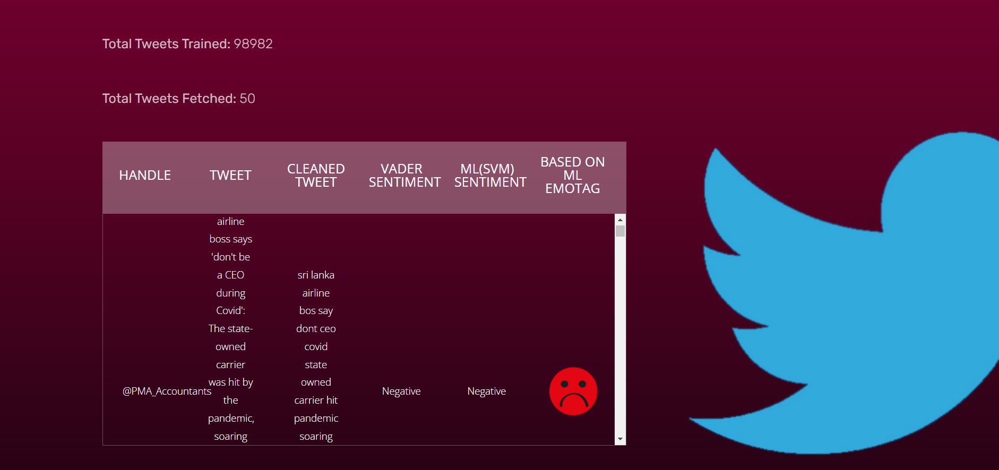 Total Tweets Trained: 98982
Total Tweets Fetched: 50
HANDLE
TWEET
CLEANED
TWEET
VADER
SENTIMENT
ML(SVM)
SENTIMENT
BASED ON
ML
EMOTAG
@PMA_Accountants
airline
boss says
'don't be
a CEO
during
Covid':
The state-
owned
carrier
was hit by
the
pandemic,
soaring
sri lanka
airline
bos say
dont ceo
covid
state
owned
carrier hit
pandemic
soaring
Negative
Negative